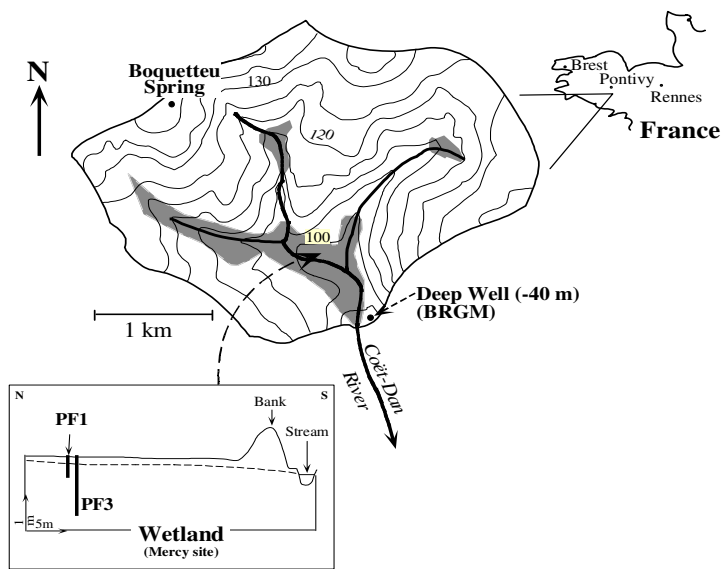 Brest
Pontivy
Rennes
France
N
Boquetteu
Spring
130
120
100
Deep Well (-40 m)
(BRGM)
1 km
Coët-Dan
River
N
S
Bank
PF1
Stream
PF3
1 m
5m
Wetland
(Mercy site)